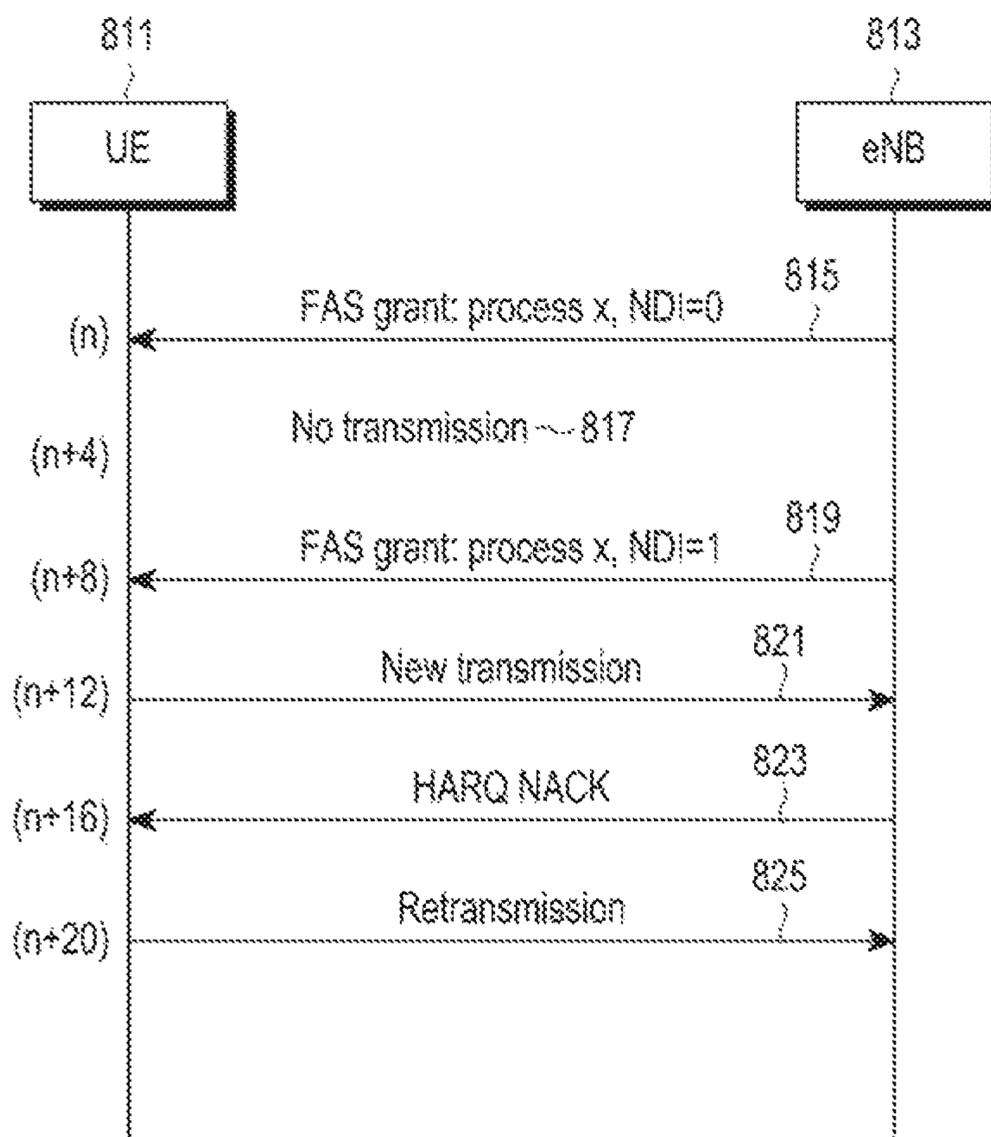 811
813
UE
eNB
815
FAS grant: process x, NDI=0
(n)
No transmission 817
(n+4)
819
FAS grant: process x, NDI=1
(n+8)
821
New transmission
(n+12)
823
HARQ NACK
(n+16)
825
Retransmission
(n+20)